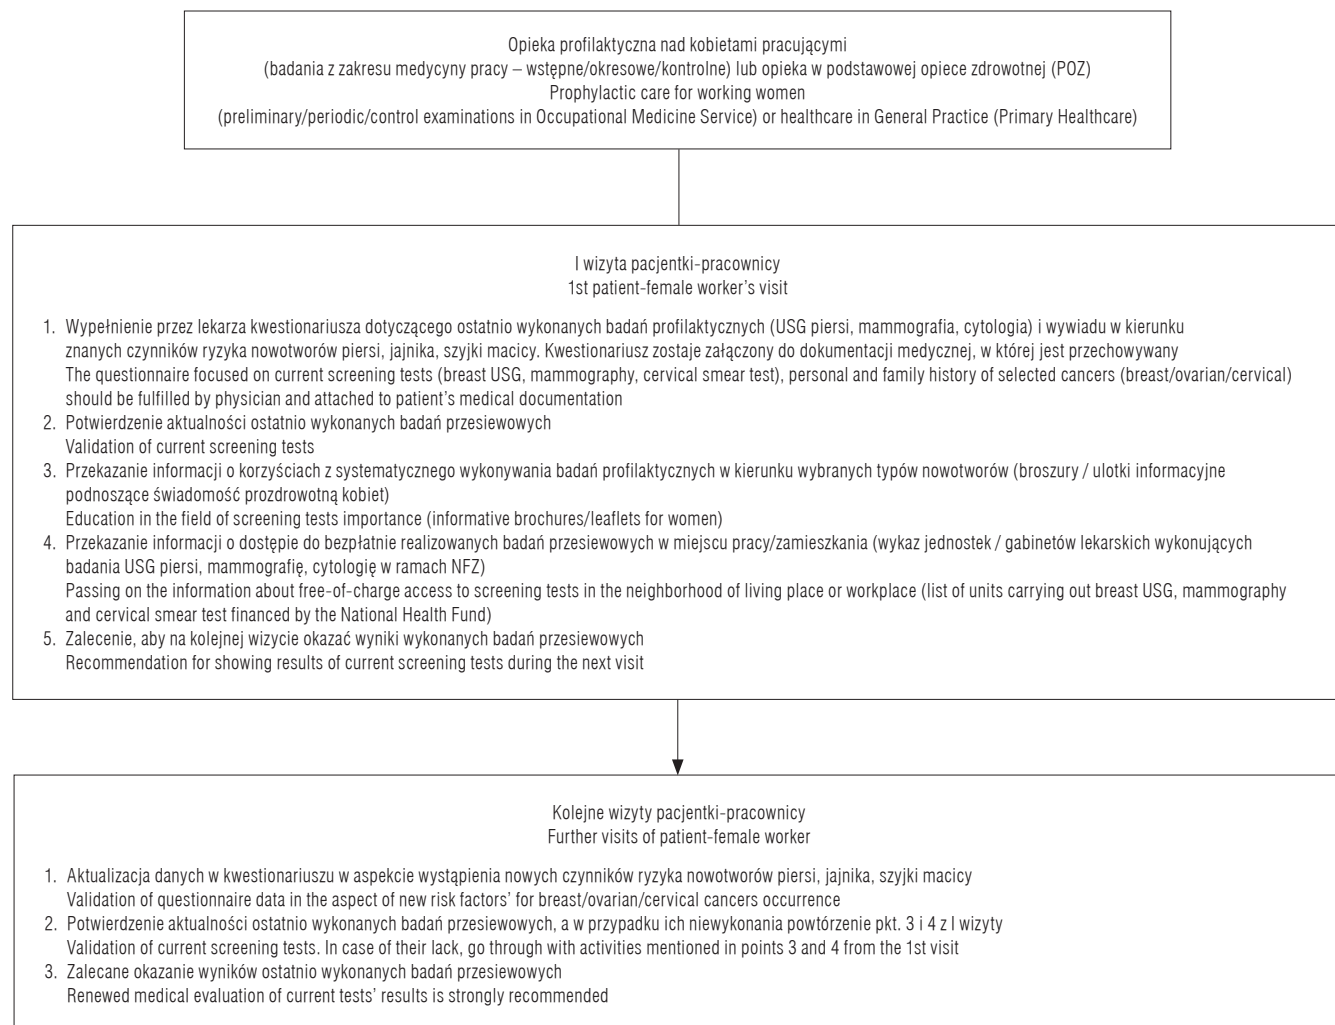 Opieka profilaktyczna nad kobietami pracującymi
(badania z zakresu medycyny pracy – wstępne/okresowe/kontrolne) lub opieka w podstawowej opiece zdrowotnej (POZ)
Prophylactic care for working women
(preliminary/periodic/control examinations in Occupational Medicine Service) or healthcare in General Practice (Primary Healthcare)
I wizyta pacjentki-pracownicy
1st patient-female worker's visit
1. Wypełnienie przez lekarza kwestionariusza dotyczącego ostatnio wykonanych badań profilaktycznych (USG piersi, mammografia, cytologia) i wywiadu w kierunku
znanych czynników ryzyka nowotworów piersi, jajnika, szyjki macicy. Kwestionariusz zostaje załączony do dokumentacji medycznej, w której jest przechowywany
The questionnaire focused on current screening tests (breast USG, mammography, cervical smear test), personal and family history of selected cancers (breast/ovarian/cervical)
should be fulfilled by physician and attached to patient's medical documentation
2. Potwierdzenie aktualności ostatnio wykonanych badań przesiewowych
Validation of current screening tests
3. Przekazanie informacji o korzyściach z systematycznego wykonywania badań profilaktycznych w kierunku wybranych typów nowotworów (broszury / ulotki informacyjne
podnoszące świadomość prozdrowotną kobiet)
Education in the field of screening tests importance (informative brochures/leaflets for women)
4. Przekazanie informacji o dostępie do bezpłatnie realizowanych badań przesiewowych w miejscu pracy/zamieszkania (wykaz jednostek / gabinetów lekarskich wykonujących
badania USG piersi, mammografię, cytologię w ramach NFZ)
Passing on the information about free-of-charge access to screening tests in the neighborhood of living place or workplace (list of units carrying out breast USG, mammography
and cervical smear test financed by the National Health Fund)
5. Zalecenie, aby na kolejnej wizycie okazać wyniki wykonanych badań przesiewowych
Recommendation for showing results of current screening tests during the next visit
Kolejne wizyty pacjentki-pracownicy
Further visits of patient-female worker
1. Aktualizacja danych w kwestionariuszu w aspekcie wystąpienia nowych czynników ryzyka nowotworów piersi, jajnika, szyjki macicy
Validation of questionnaire data in the aspect of new risk factors' for breast/ovarian/cervical cancers occurrence
2. Potwierdzenie aktualności ostatnio wykonanych badań przesiewowych, a w przypadku ich niewykonania powtórzenie pkt. 3 i 4 z I wizyty
Validation of current screening tests. In case of their lack, go through with activities mentioned in points 3 and 4 from the 1st visit
3. Zalecane okazanie wyników ostatnio wykonanych badań przesiewowych
Renewed medical evaluation of current tests' results is strongly recommended